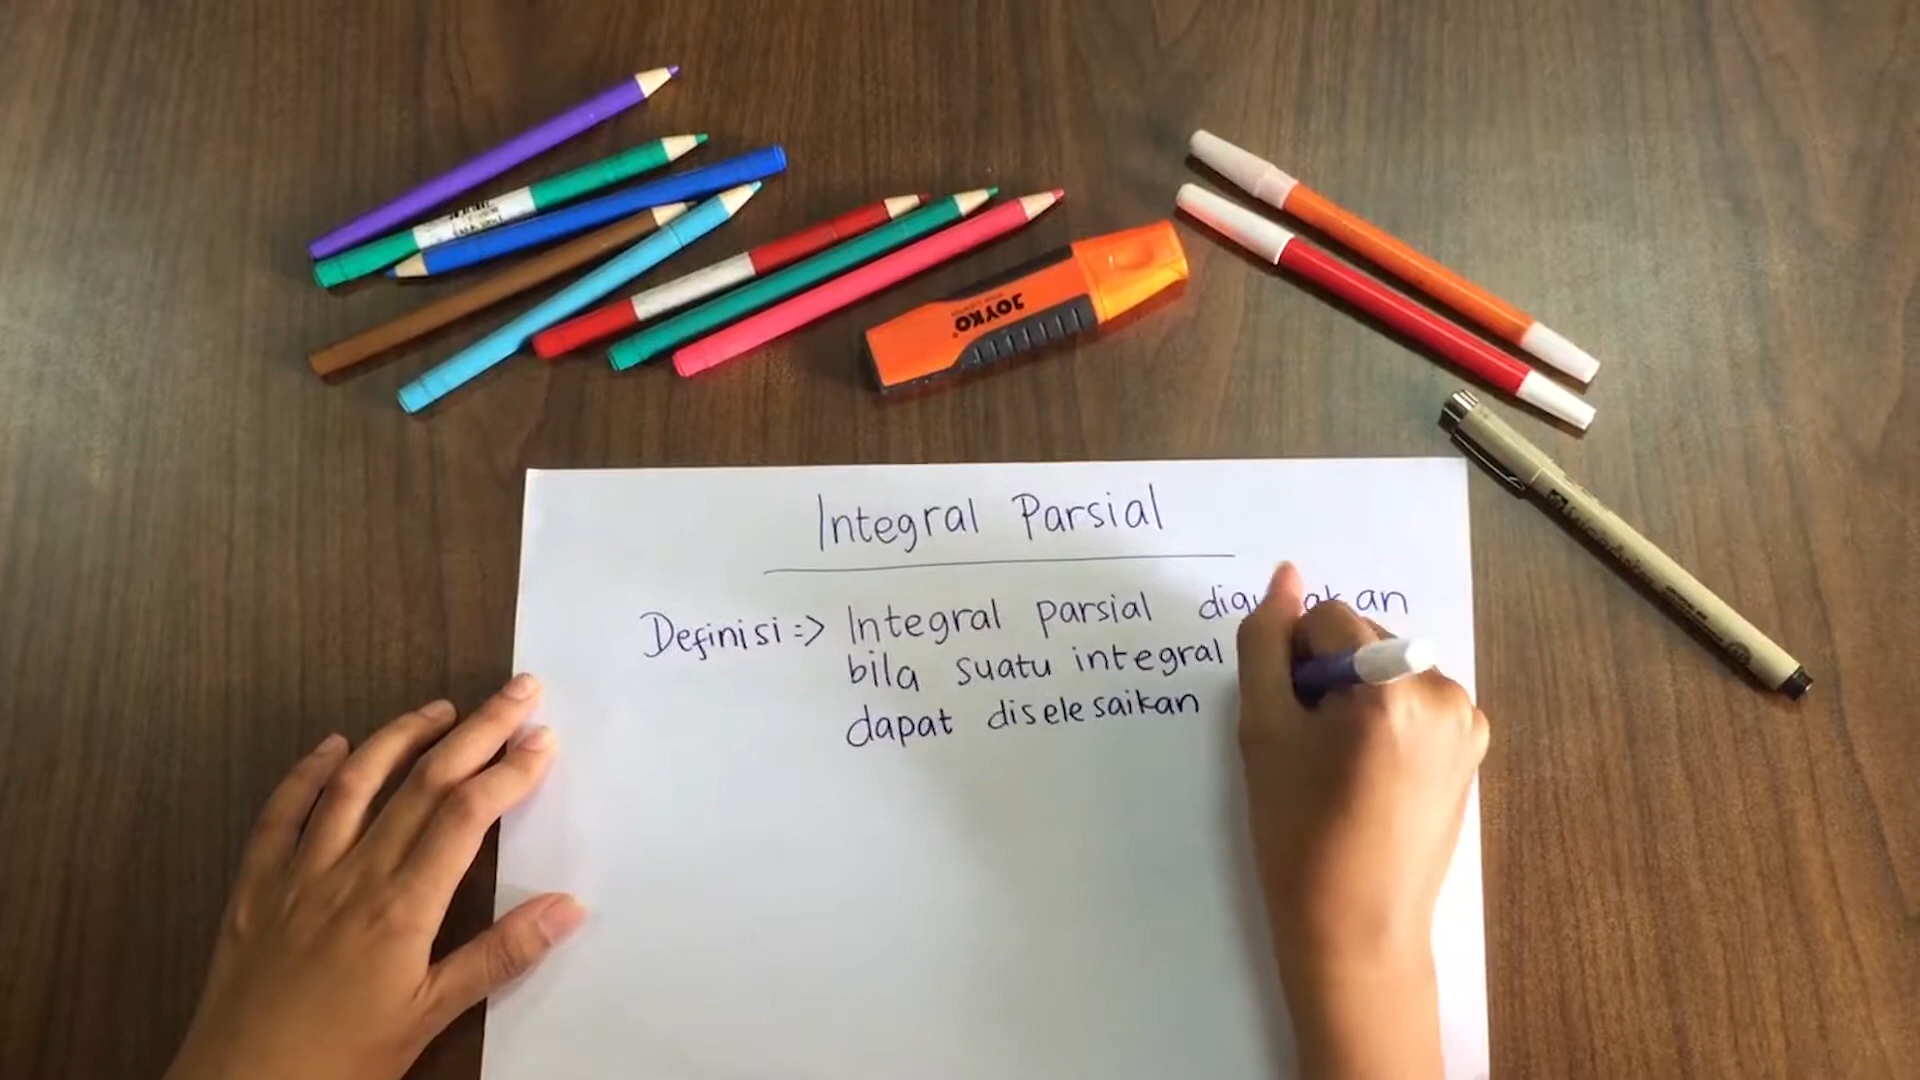 JOYKO
Integral Parsial
Definisi => Integral parsial
bila suatu integral
dapat diselesaikan